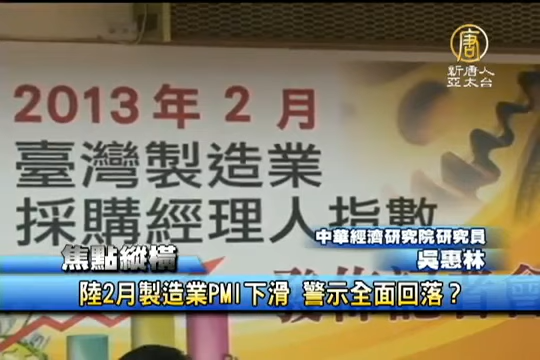 唐
新唐人
亞太台
2013年2月
臺灣製造業
採購經理人指數
中華經濟研究院研究員
吳惠林
焦點縱橫
陸2月製造業PMI下滑 警示全面回落？